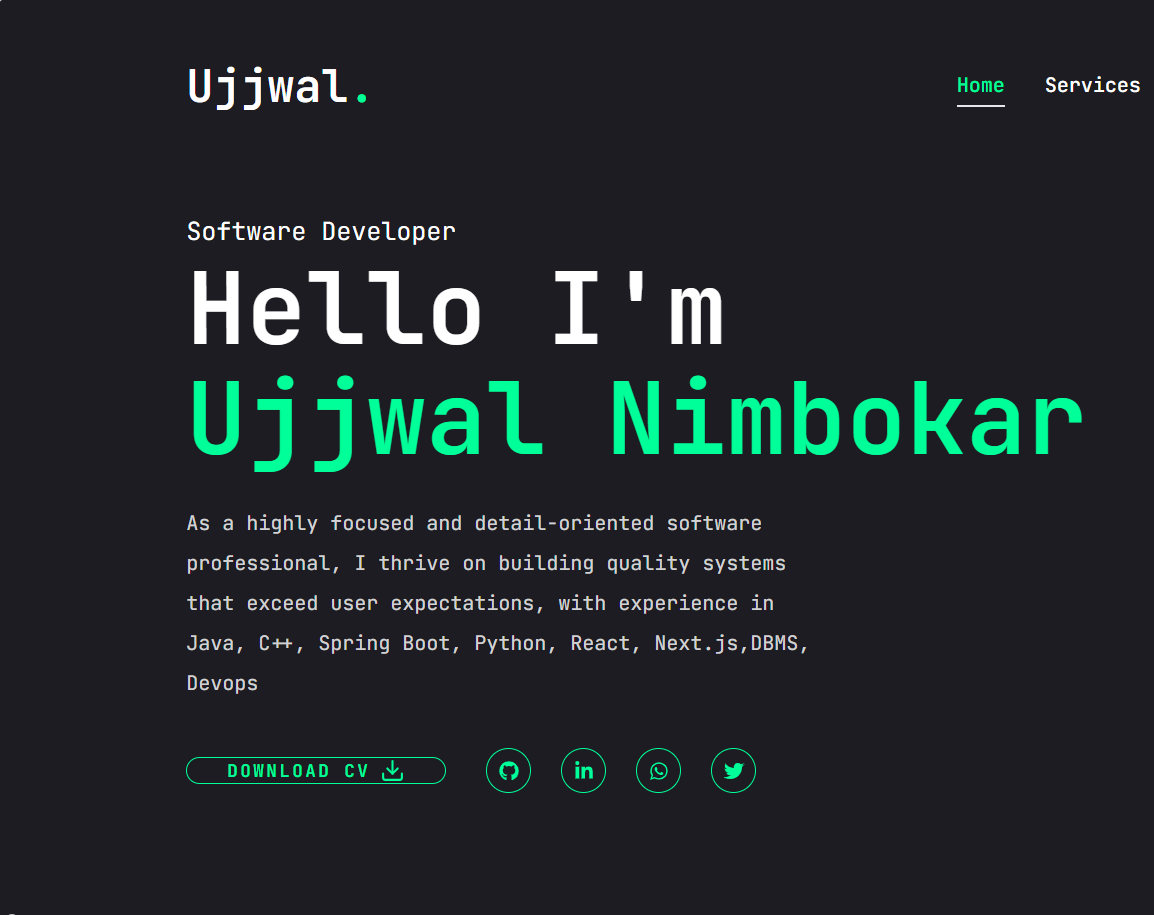 Ujjwal.
Home Services
Software Developer
Hello I'm
Ujjwal Nimbokar
As a highly focused and detail-oriented software
professional, I thrive on building quality systems
that exceed user expectations, with experience in
Java, C++, Spring Boot, Python, React, Next.js,DBMS,
Devops
DOWNLOAD CV
in